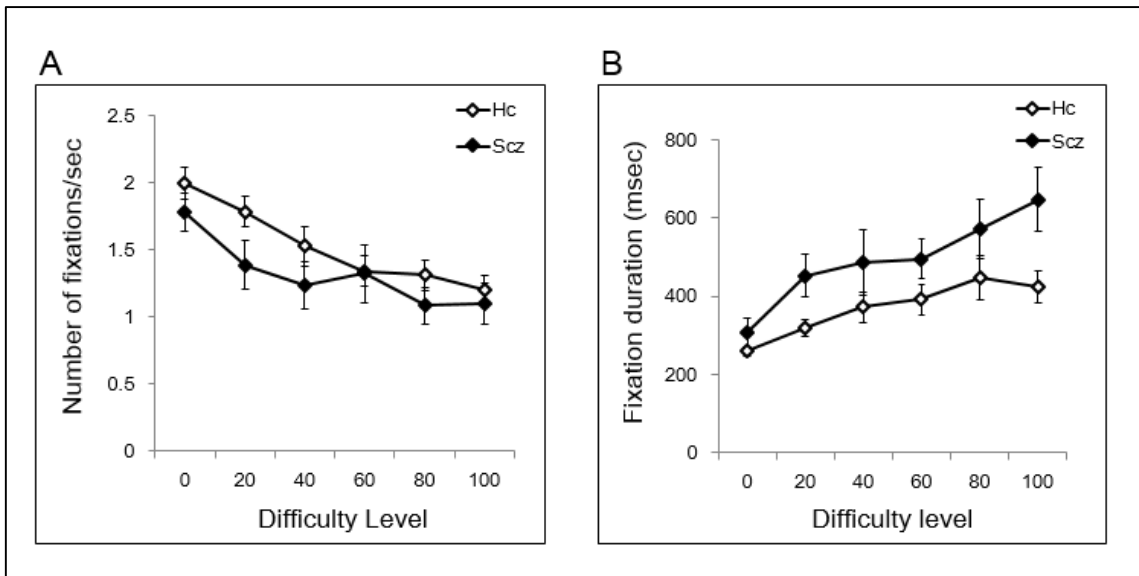 A
Hc
Scz
Number of fixations/sec
2.5
2
1.5
1
0.5
0
0 20 40 60 80 100
Difficulty Level
B
Hc
Scz
Fixation duration (msec)
800
600
400
200
0
0 20 40 60 80 100
Difficulty level